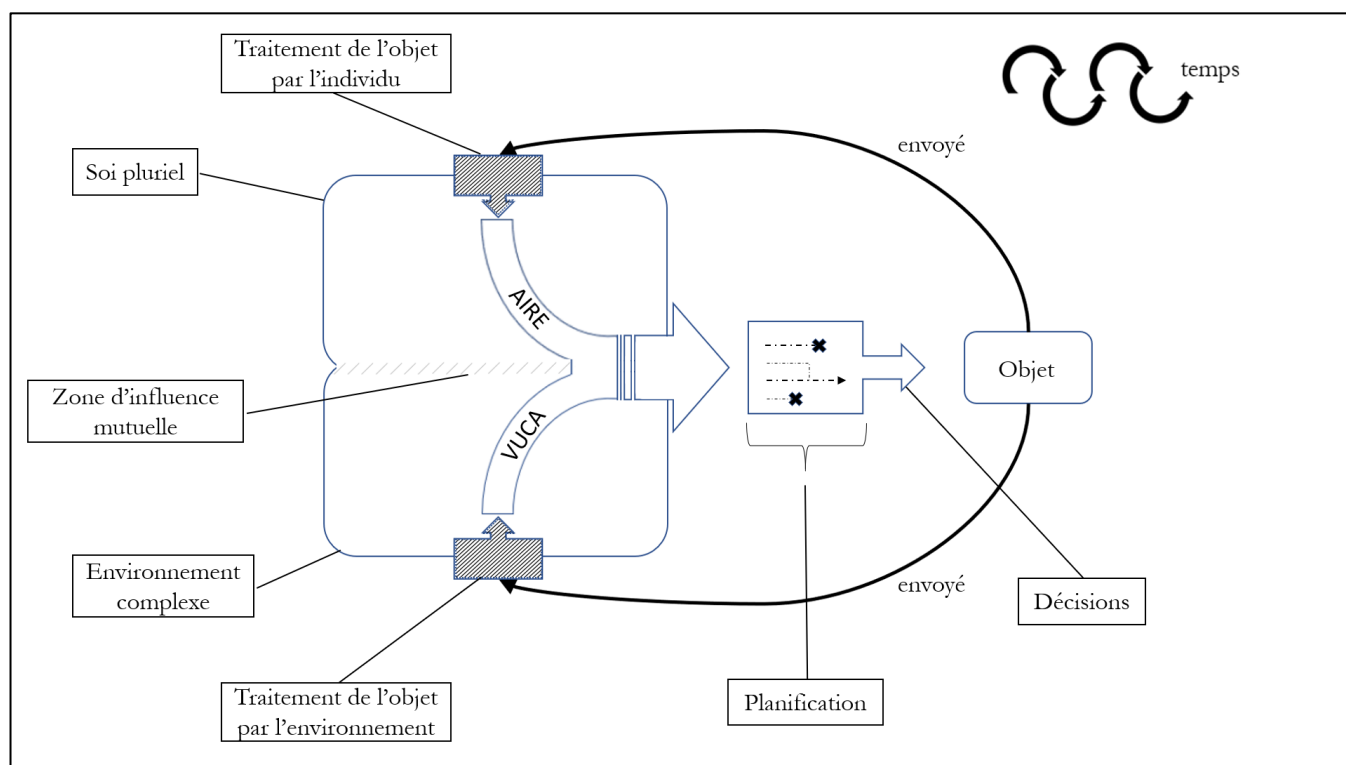 Traitement de l’objet
par l’individu
temps
envoyé
Soi pluriel
AIRE
Objet
Zone d’influence
mutuelle
VUCA
Environnement
complexe
envoyé
Décisions
Traitement de l’objet
par l’environnement
Planification